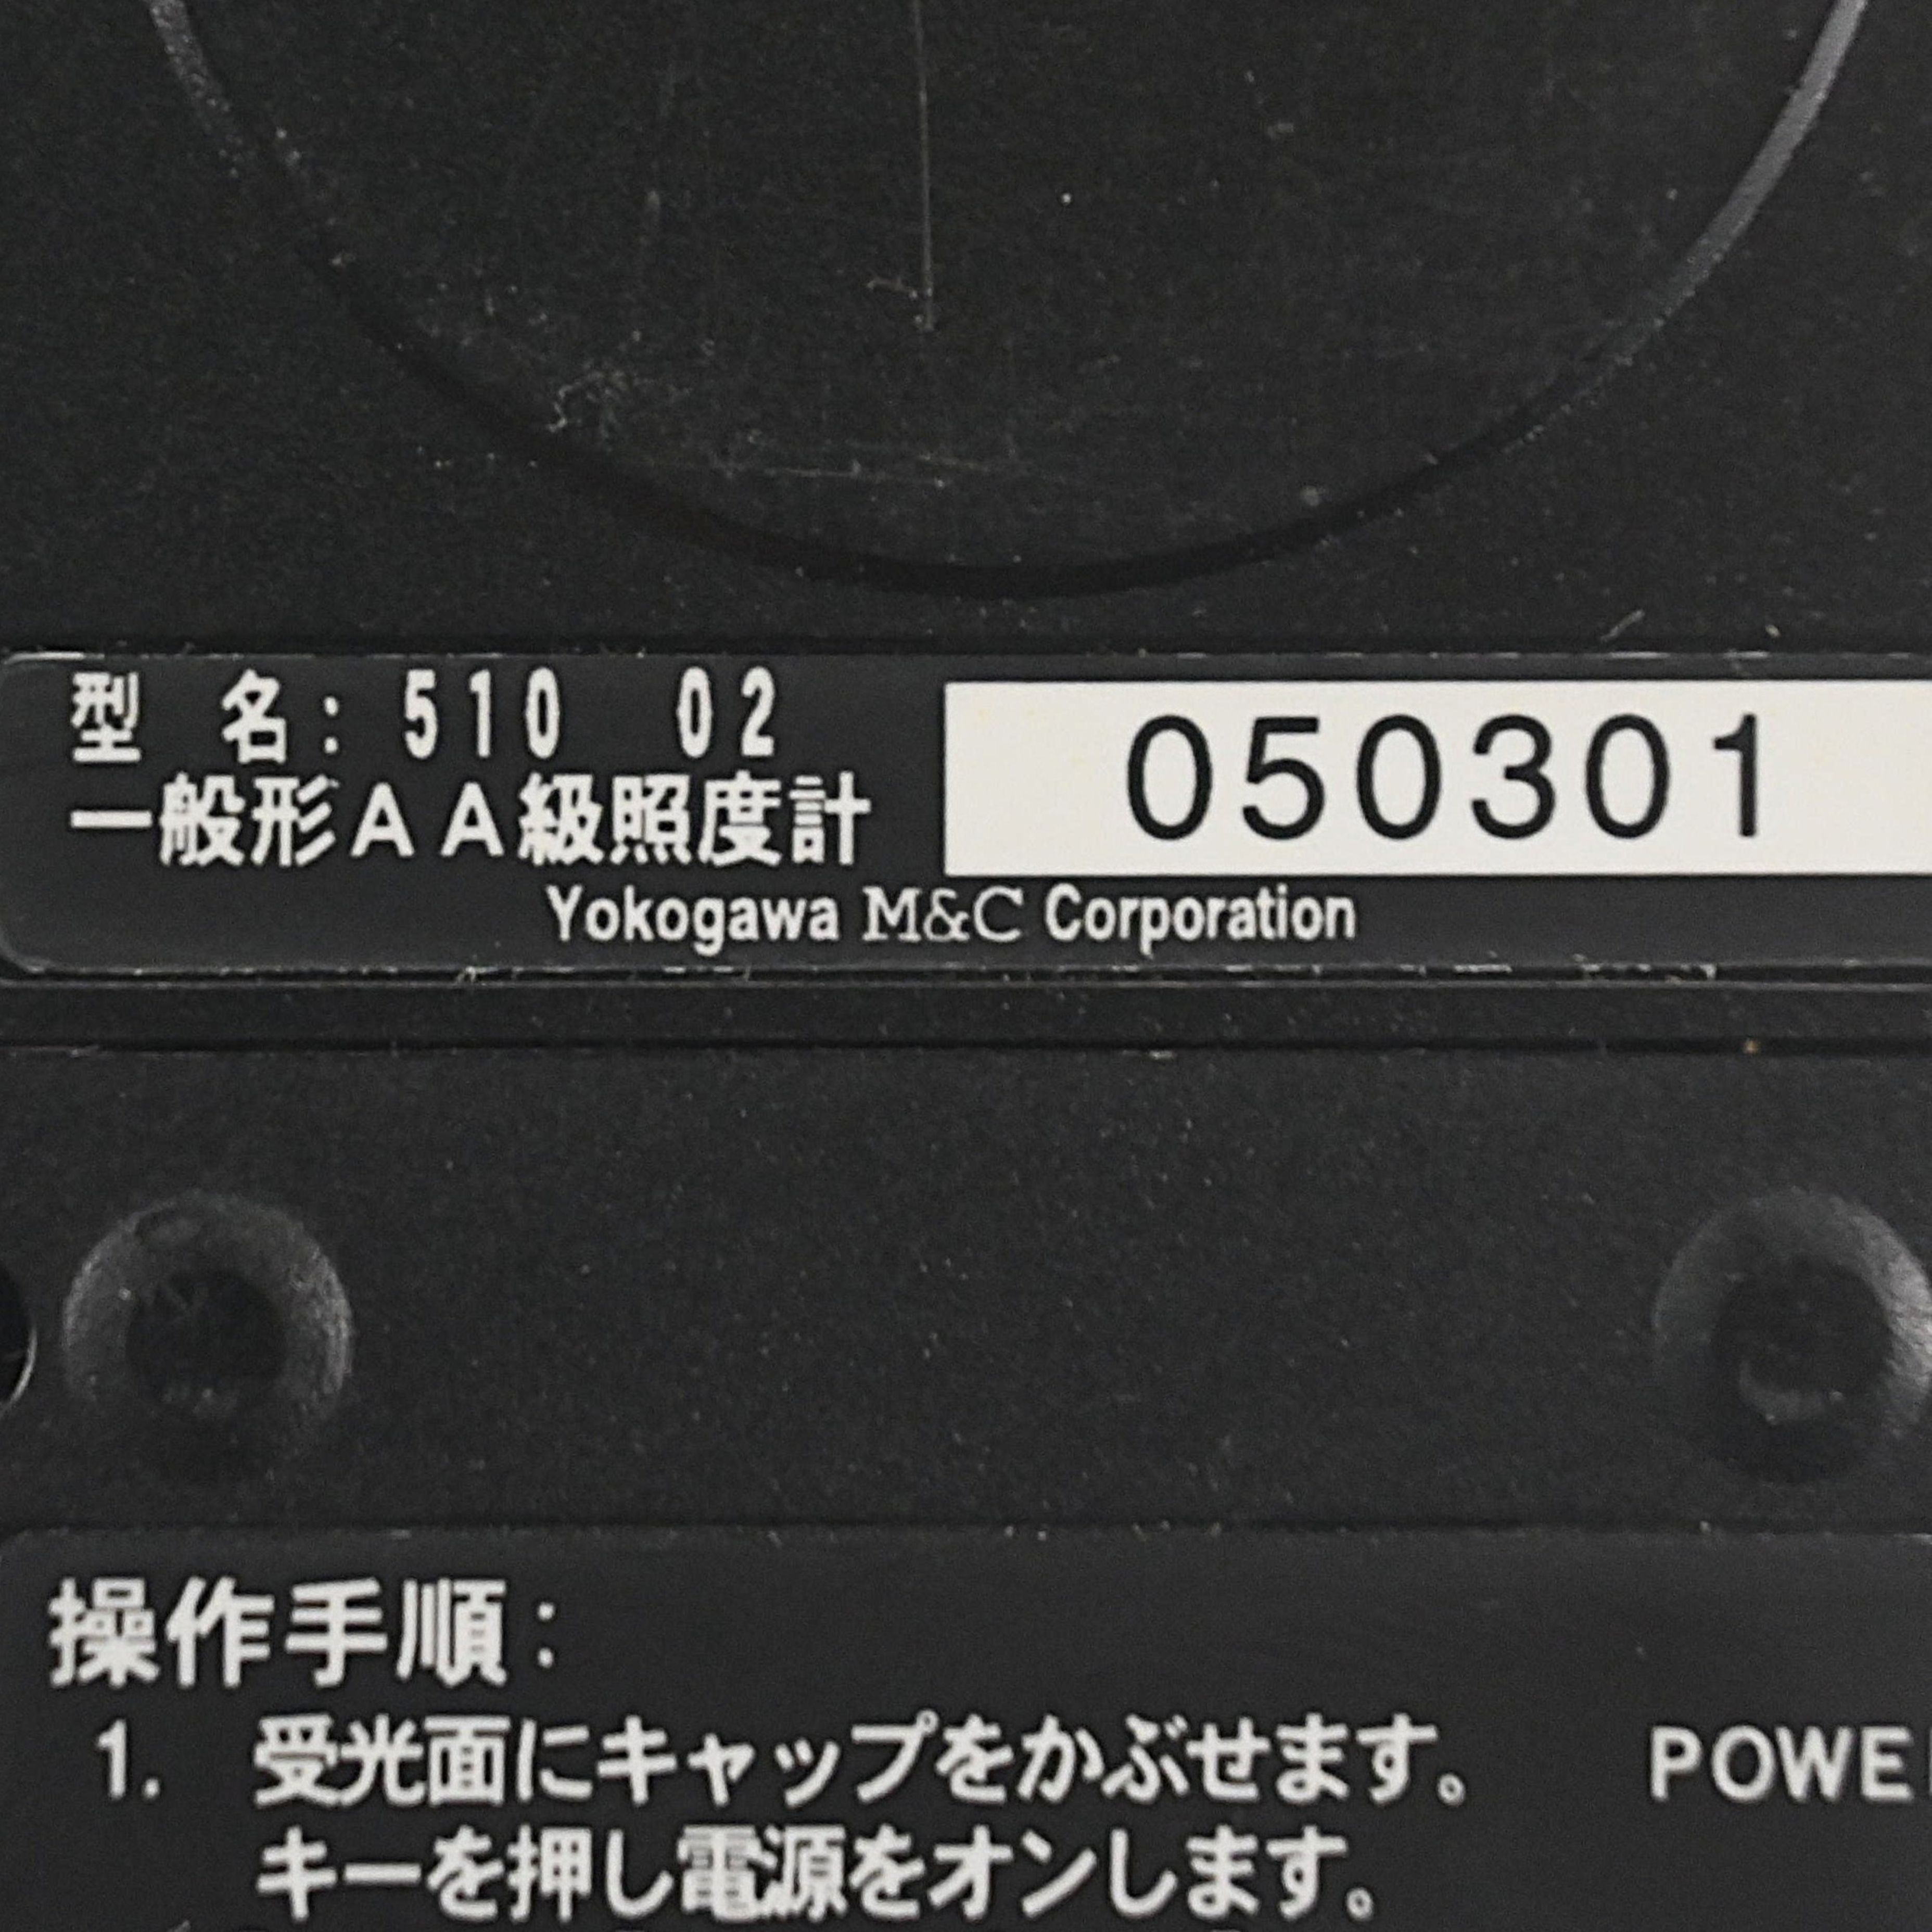 型 名: 510 02
050301
一般形AA級照度計
Yokogawa M&C Corporation
操作手順:
1. 受光面にキャップをかぶせます。 POWE
キーを押し電源をオンします。